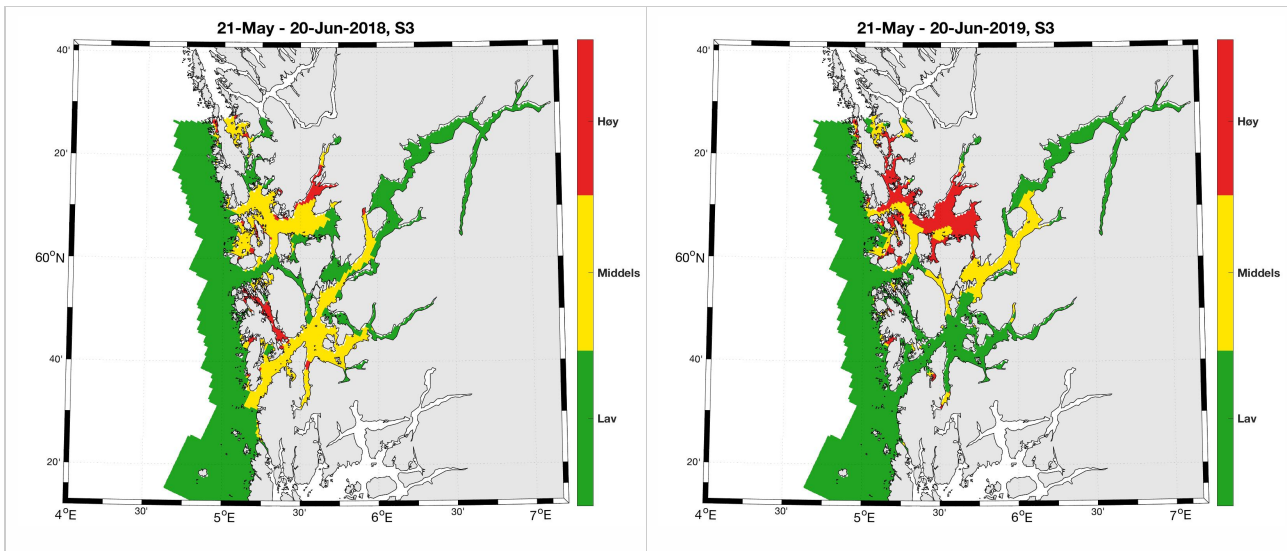 21-May - 20-Jun-2018, S3
40'
20'
60°N
40'
20'
4°E
30'
5°E
30'
6°E
30'
7°E
Høy
Middels
Lav
21-May - 20-Jun-2019, S3
40'
20'
60°N
40'
20'
4°E
30'
5°E
30'
6°E
30'
7°E
Høy
Middels
Lav